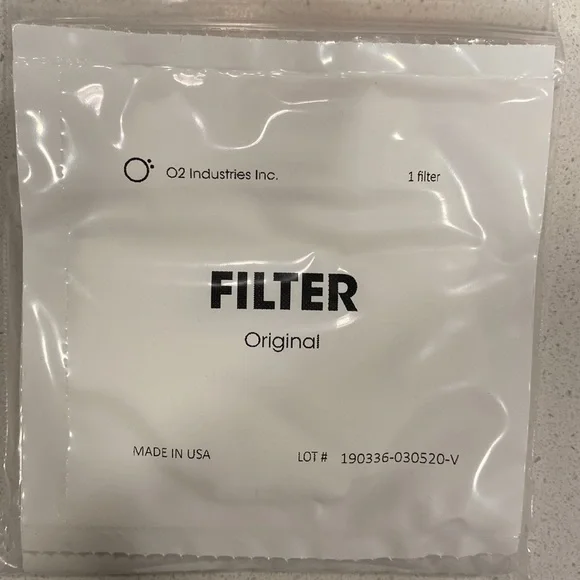 O2 Industries Inc. 1 filter
FILTER
Original
MADE IN USA LOT # 190336-030520-V